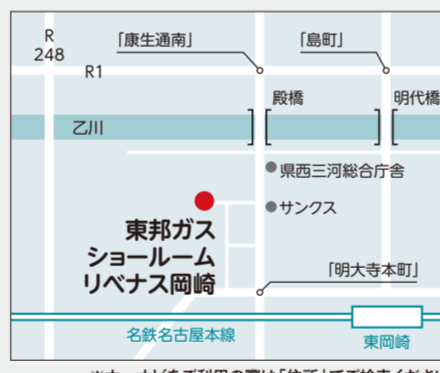 R
248
「康生通南」
「島町」
R1
殿橋
明代橋
乙川
県西三河総合庁舎
サンクス
東邦ガス
ショールーム
リベナス岡崎
「明大寺本町」
名鉄名古屋本線
東岡崎